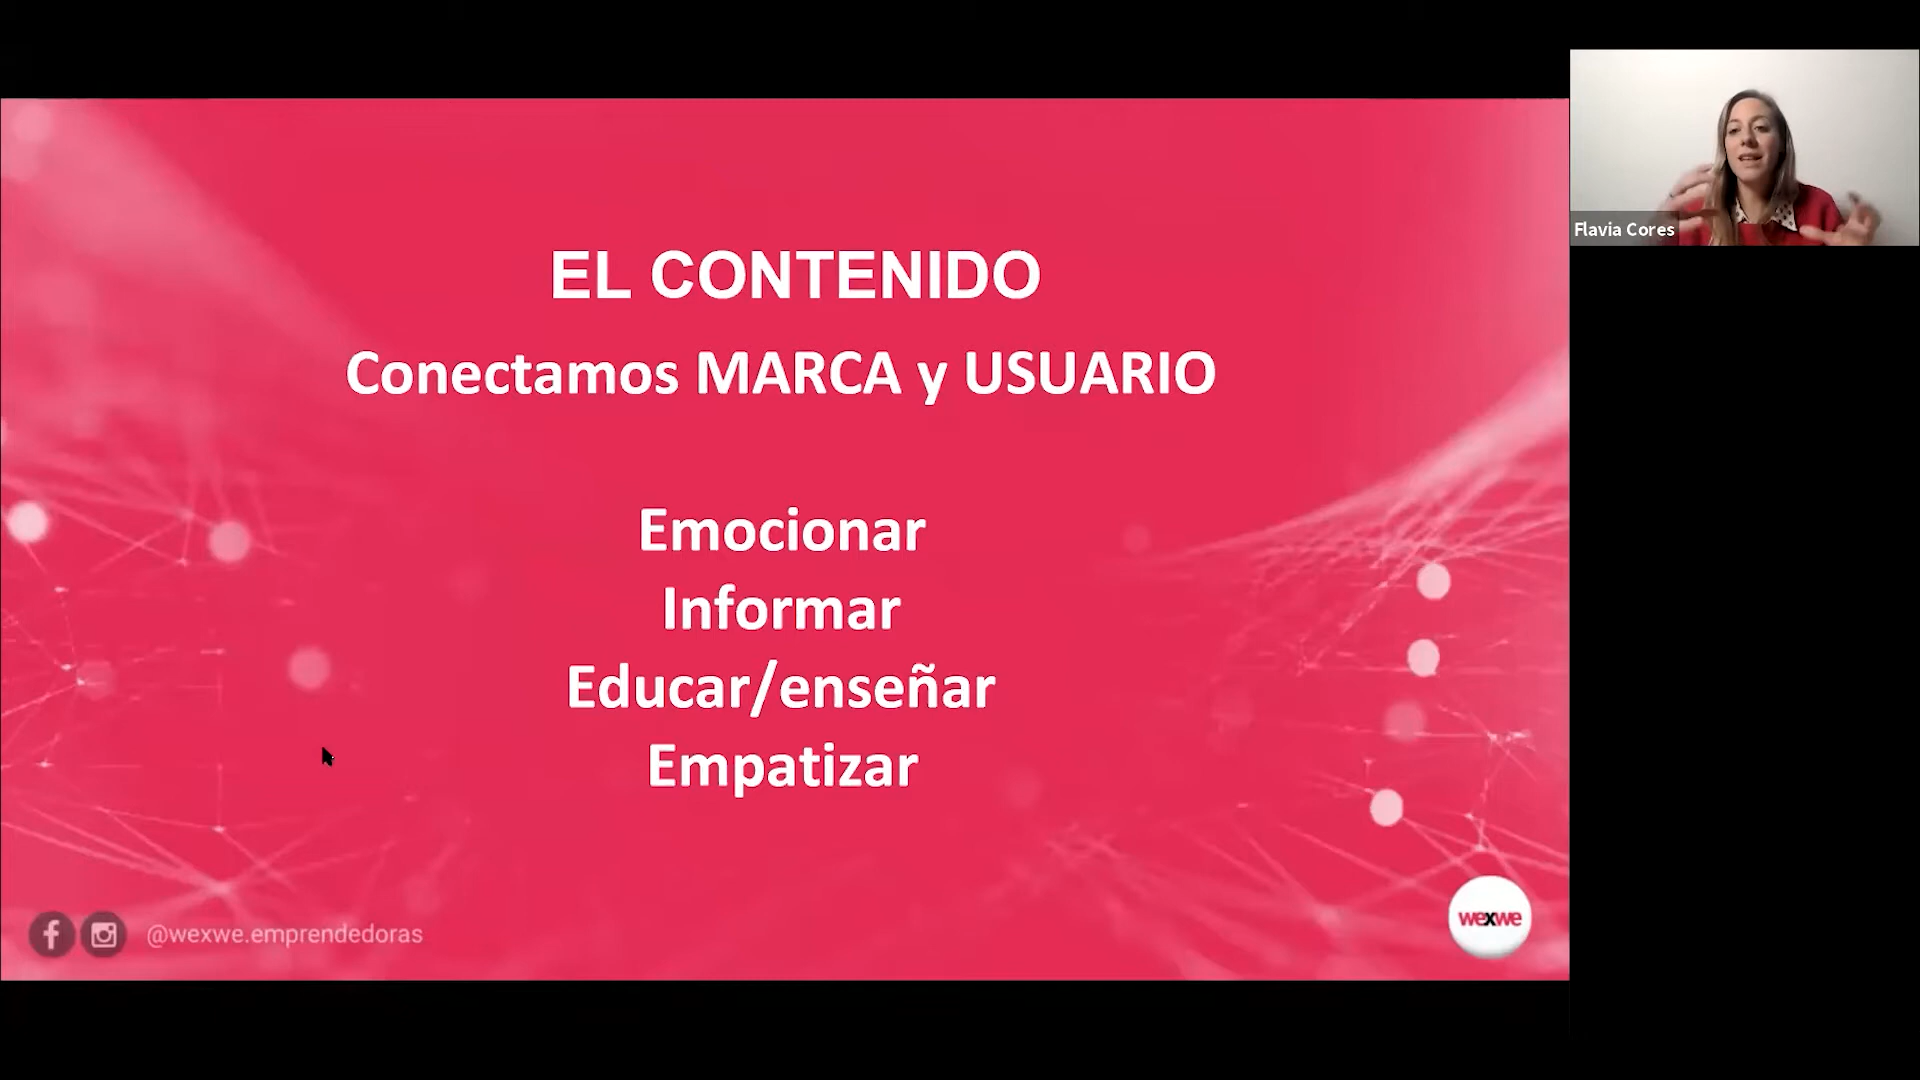 EL CONTENIDO
Conectamos MARCA y USUARIO
Emocionar
Informar
Educar/enseñar
Empatizar
@wexwe.emprendedoras
wexwe
Flavia Cores